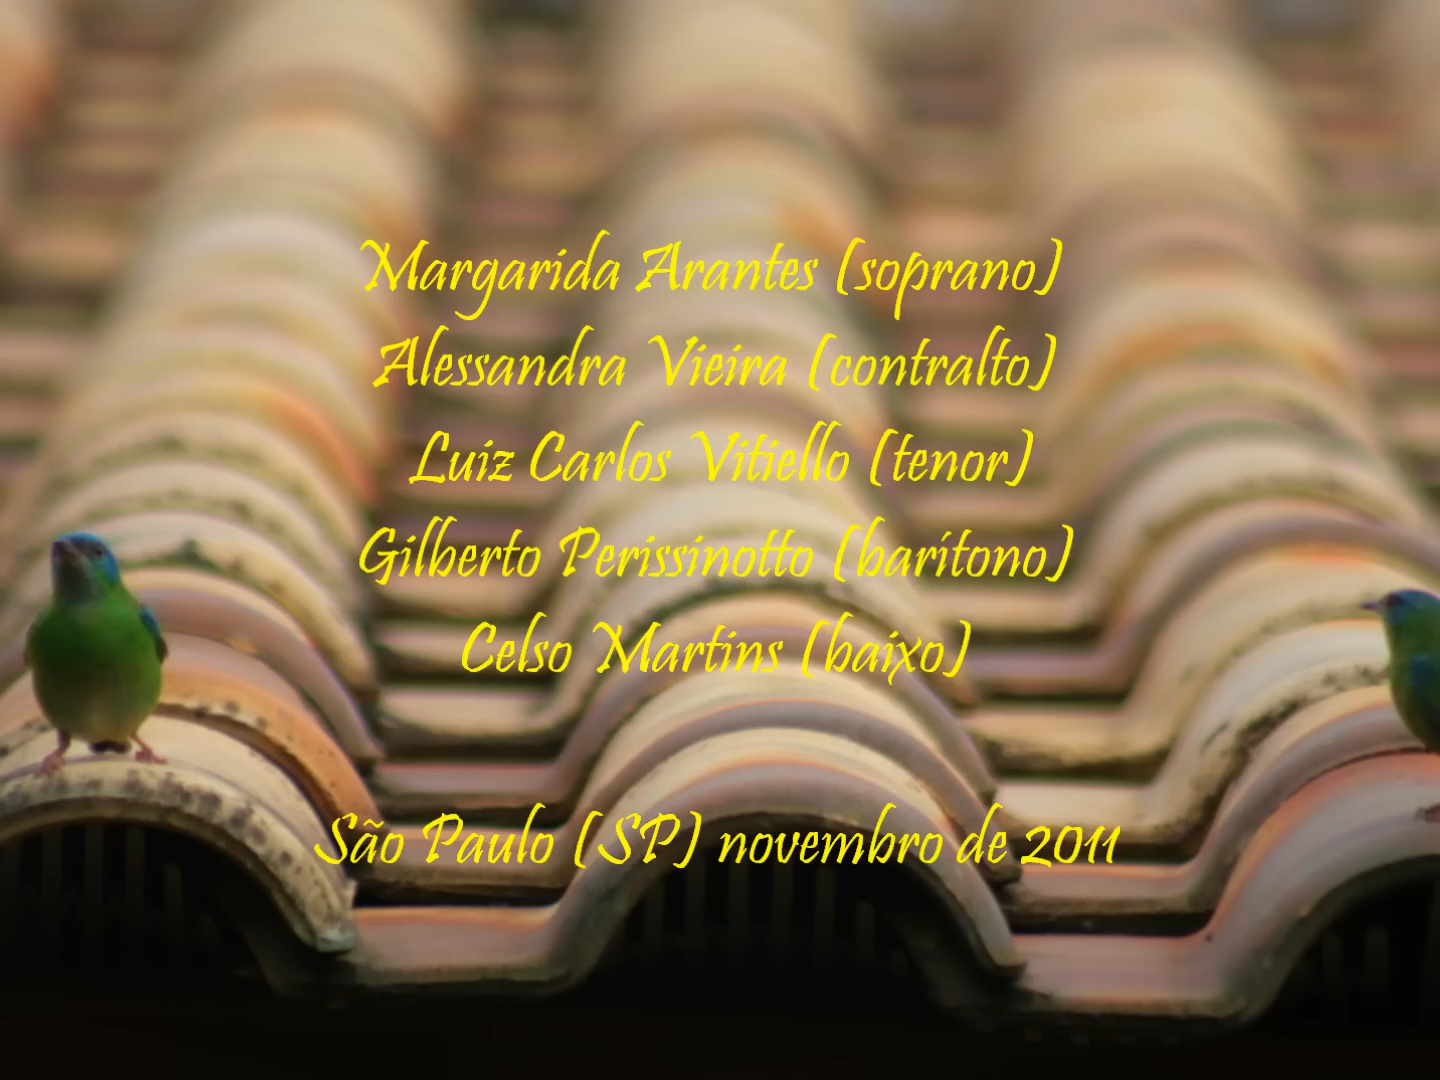 Margarida Arantes (soprano)
Alessandra Vieira (contralto)
Luiz Carlos Vitiello (tenor)
Gilberto Perissinotto (barítono)
Celso Martins (baixo)
São Paulo (SP) novembro de 2011